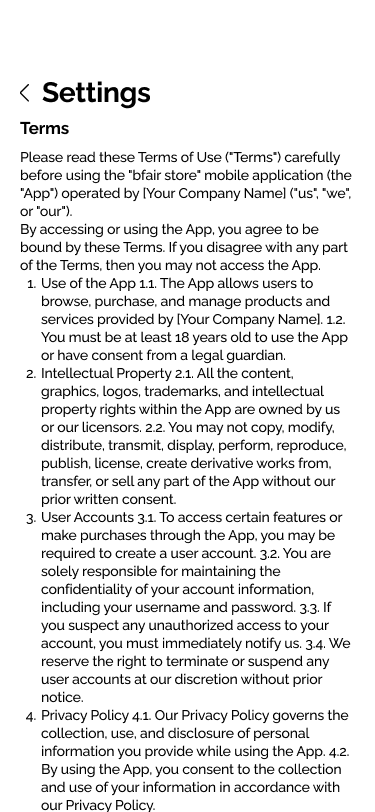 Settings
Terms
Please read these Terms of Use ("Terms") carefully
before using the "bfair store" mobile application (the
"App") operated by [Your Company Name] ("us", "we",
or "our").
By accessing or using the App, you agree to be
bound by these Terms. If you disagree with any part
of the Terms, then you may not access the App.
1. Use of the App 1.1. The App allows users to
browse, purchase, and manage products and
services provided by [Your Company Name]. 1.2.
You must be at least 18 years old to use the App
or have consent from a legal guardian.
2. Intellectual Property 2.1. All the content,
graphics, logos, trademarks, and intellectual
property rights within the App are owned by us
or our licensors. 2.2. You may not copy, modify,
distribute, transmit, display, perform, reproduce,
publish, license, create derivative works from,
transfer, or sell any part of the App without our
prior written consent.
3. User Accounts 3.1. To access certain features or
make purchases through the App, you may be
required to create a user account. 3.2. You are
solely responsible for maintaining the
confidentiality of your account information,
including your username and password. 3.3. If
you suspect any unauthorized access to your
account, you must immediately notify us. 3.4. We
reserve the right to terminate or suspend any
user accounts at our discretion without prior
notice.
4. Privacy Policy 4.1. Our Privacy Policy governs the
collection, use, and disclosure of personal
information you provide while using the App. 4.2.
By using the App, you consent to the collection
and use of your information in accordance with
our Privacy Policy.